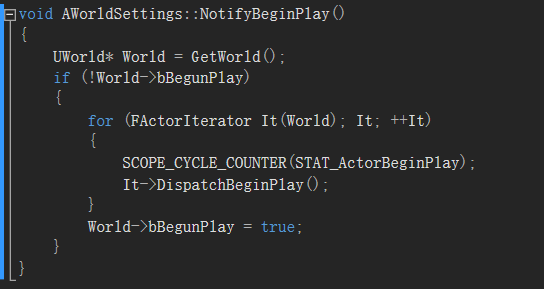 void AWorldSettings::NotifyBeginPlay()
{
    UWorld* World = GetWorld();
    if (!World->bBegunPlay)
    {
        for (FActorIterator It(World); It; ++It)
        {
            SCOPE_CYCLE_COUNTER(STAT_ActorBeginPlay);
            It->DispatchBeginPlay();
        }
        World->bBegunPlay = true;
    }
}